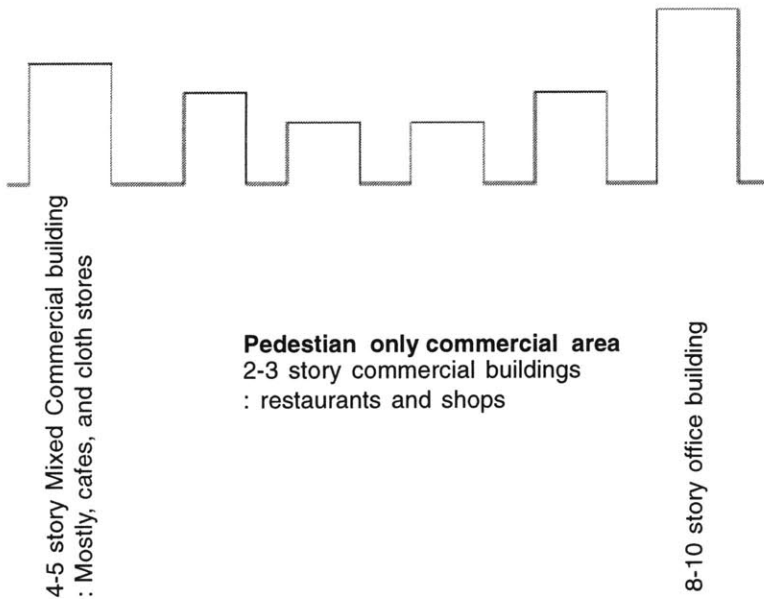 4-5 story Mixed Commercial building
: Mostly, cafes, and cloth stores
Pedestian only commercial area
2-3 story commercial buildings
: restaurants and shops
8-10 story office building